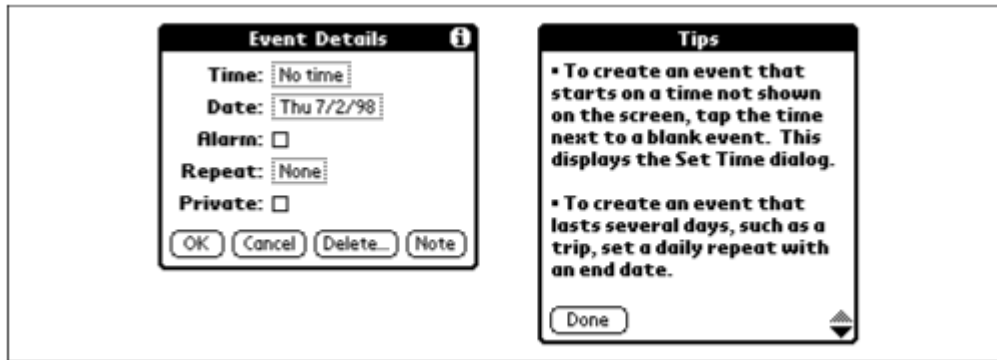 Event Details i
Time: No time
Date: Thu 7/2/98
Alarm:
Repeat: None
Private:
OK Cancel Delete... Note
Tips
• To create an event that
starts on a time not shown
on the screen, tap the time
next to a blank event. This
displays the Set Time dialog.
• To create an event that
lasts several days, such as a
trip, set a daily repeat with
an end date.
Done